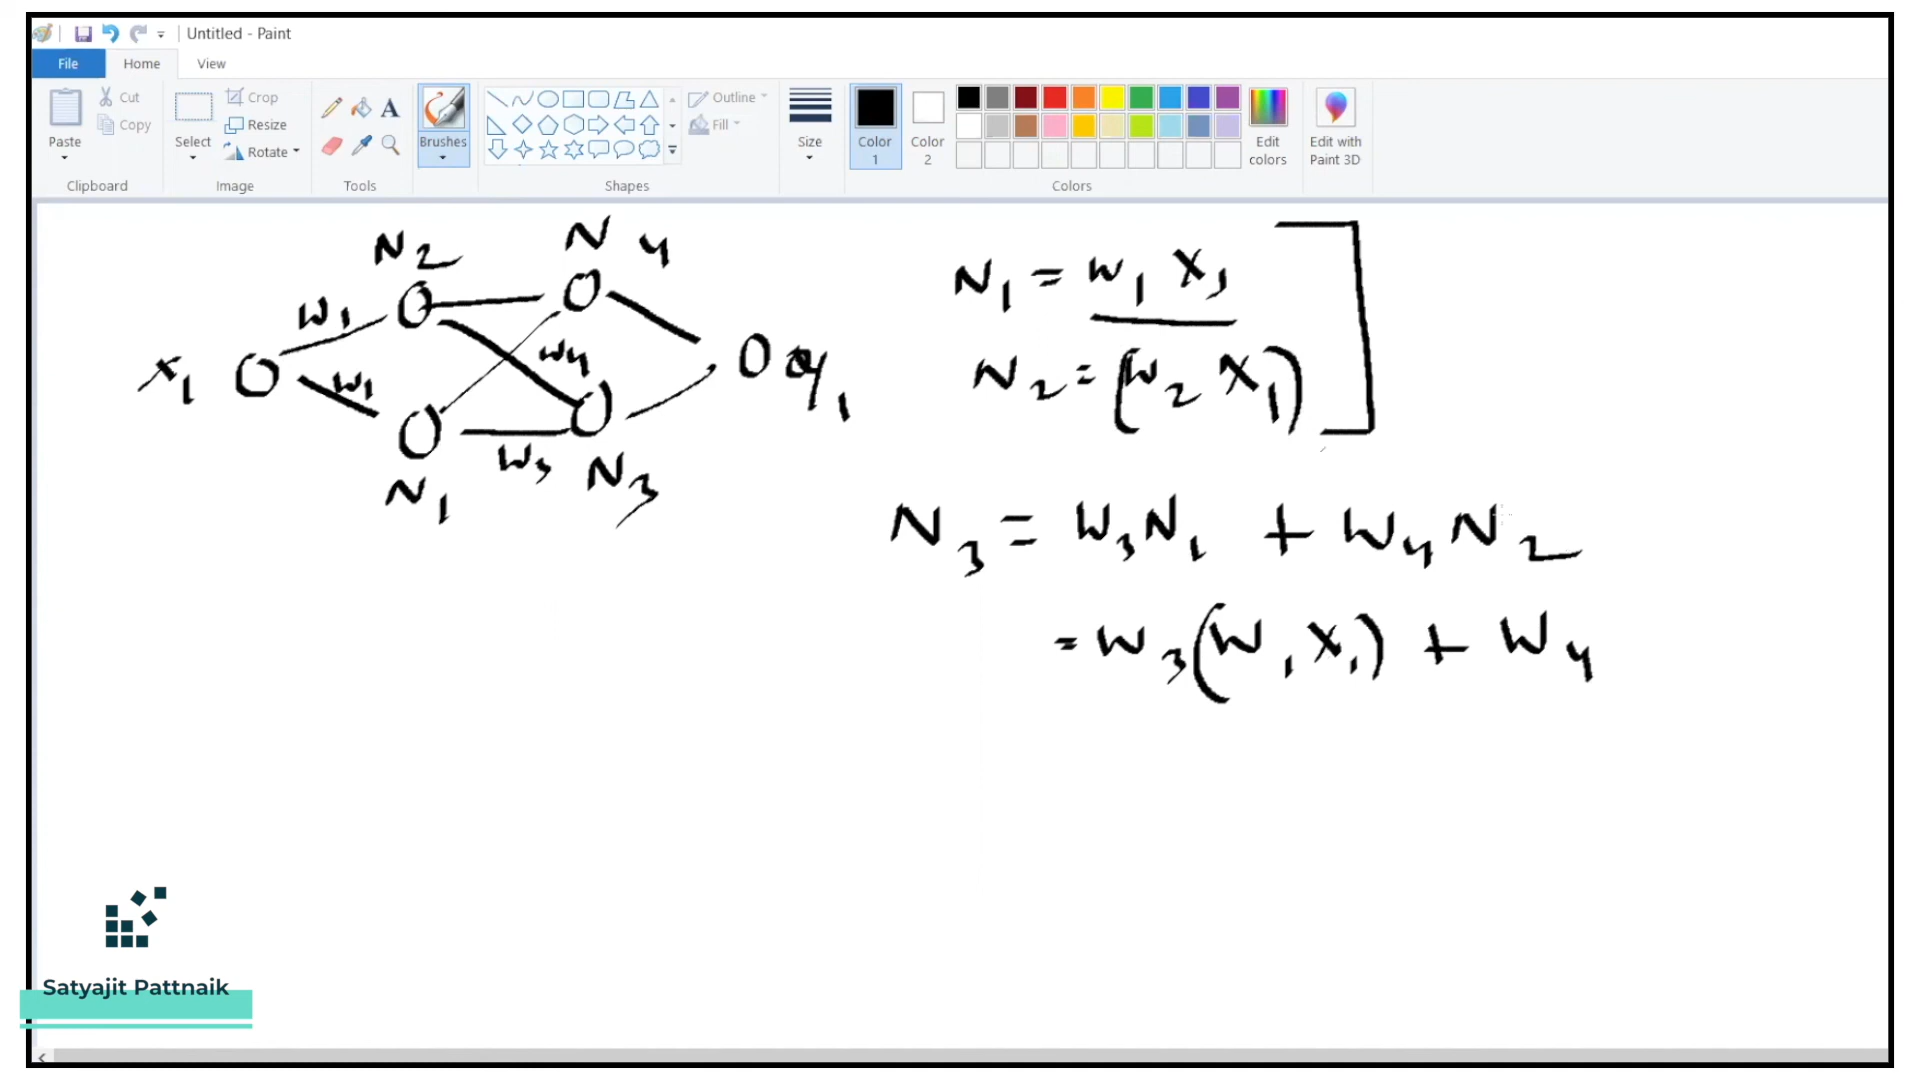 Untitled - Paint
File Home View
Paste Cut Copy
Clipboard
Select Crop Resize Rotate
Image
A
Tools
Brushes
Outline Fill
Shapes
Size
Color 1
Color 2
Edit colors
Edit with Paint 3D
Colors
N2
N4
w1
x1
w1
w4
y1
w3
N1
N3
N1 = w1 x1
N2 = (w2 x1)
N3 = w3N1 + w4N2
= w3(w1x1) + w4
Satyajit Pattnaik